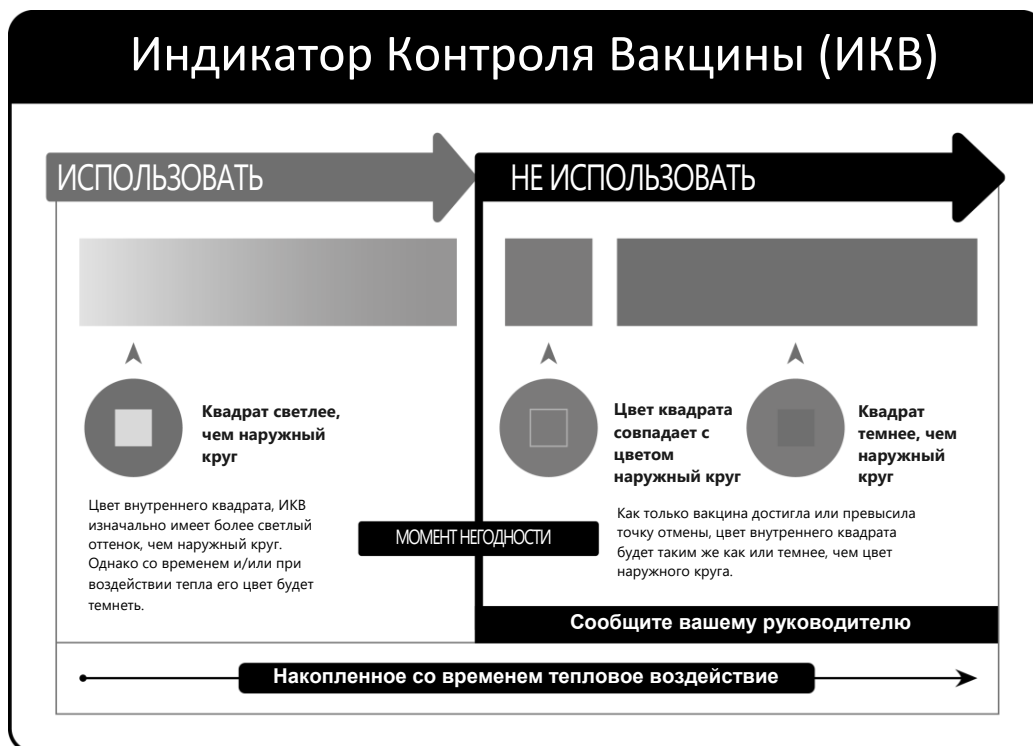 Индикатор Контроля Вакцины (ИКВ)
ИСПОЛЬЗОВАТЬ
НЕ ИСПОЛЬЗОВАТЬ
Квадрат светлее,
чем наружный
круг
Цвет внутреннего квадрата, ИКВ
изначально имеет более светлый
оттенок, чем наружный круг.
Однако со временем и/или при
воздействии тепла его цвет будет
темнеть.
МОМЕНТ НЕГОДНОСТИ
Цвет квадрата
совпадает с
цветом
наружный круг
Квадрат
темнее, чем
наружный
круг
Как только вакцина достигла или превысила
точку отмены, цвет внутреннего квадрата
будет таким же как или темнее, чем цвет
наружного круга.
Сообщите вашему руководителю
Накопленное со временем тепловое воздействие